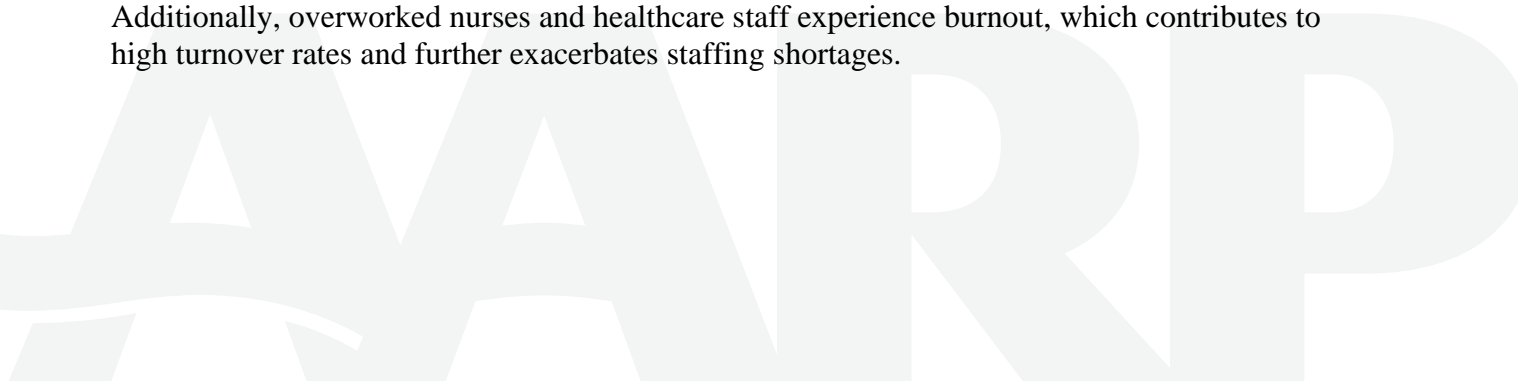 Additionally, overworked nurses and healthcare staff experience burnout, which contributes to
high turnover rates and further exacerbates staffing shortages.
AARP